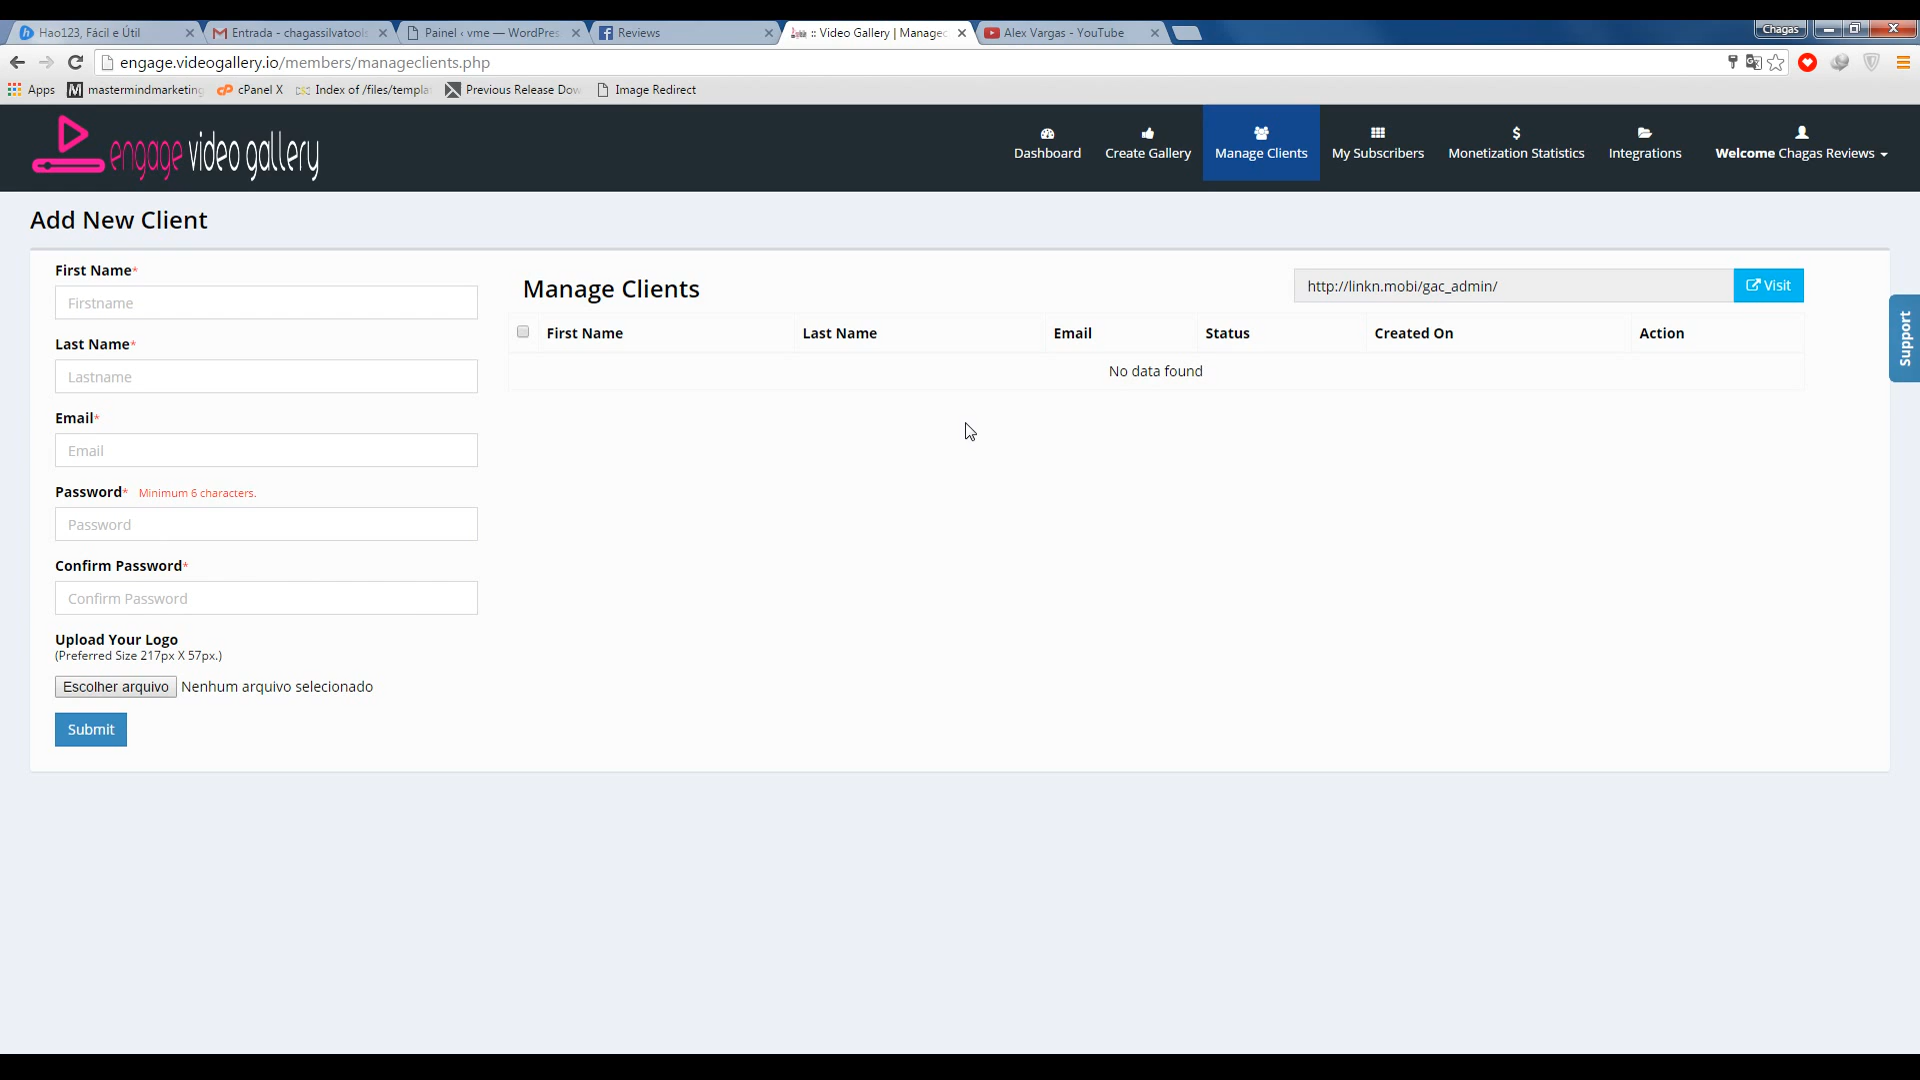 Hao123, Fácil e Útil
Entrada - chagassilvatools
Painel ‹ vme — WordPres
Reviews
:: Video Gallery | Manage
Alex Vargas - YouTube
Chagas
engage.videogallery.io/members/manageclients.php
Apps
mastermindmarketing
cPanel X
Index of /files/templa
Previous Release Dow
Image Redirect
engage video gallery
Dashboard
Create Gallery
Manage Clients
My Subscribers
Monetization Statistics
Integrations
Welcome Chagas Reviews
Add New Client
First Name*
Firstname
Last Name*
Lastname
Email*
Email
Password* Minimum 6 characters.
Password
Confirm Password*
Confirm Password
Upload Your Logo
(Preferred Size 217px X 57px.)
Escolher arquivo Nenhum arquivo selecionado
Submit
Manage Clients
http://linkn.mobi/gac_admin/
Visit
First Name Last Name Email Status Created On Action
No data found
Support